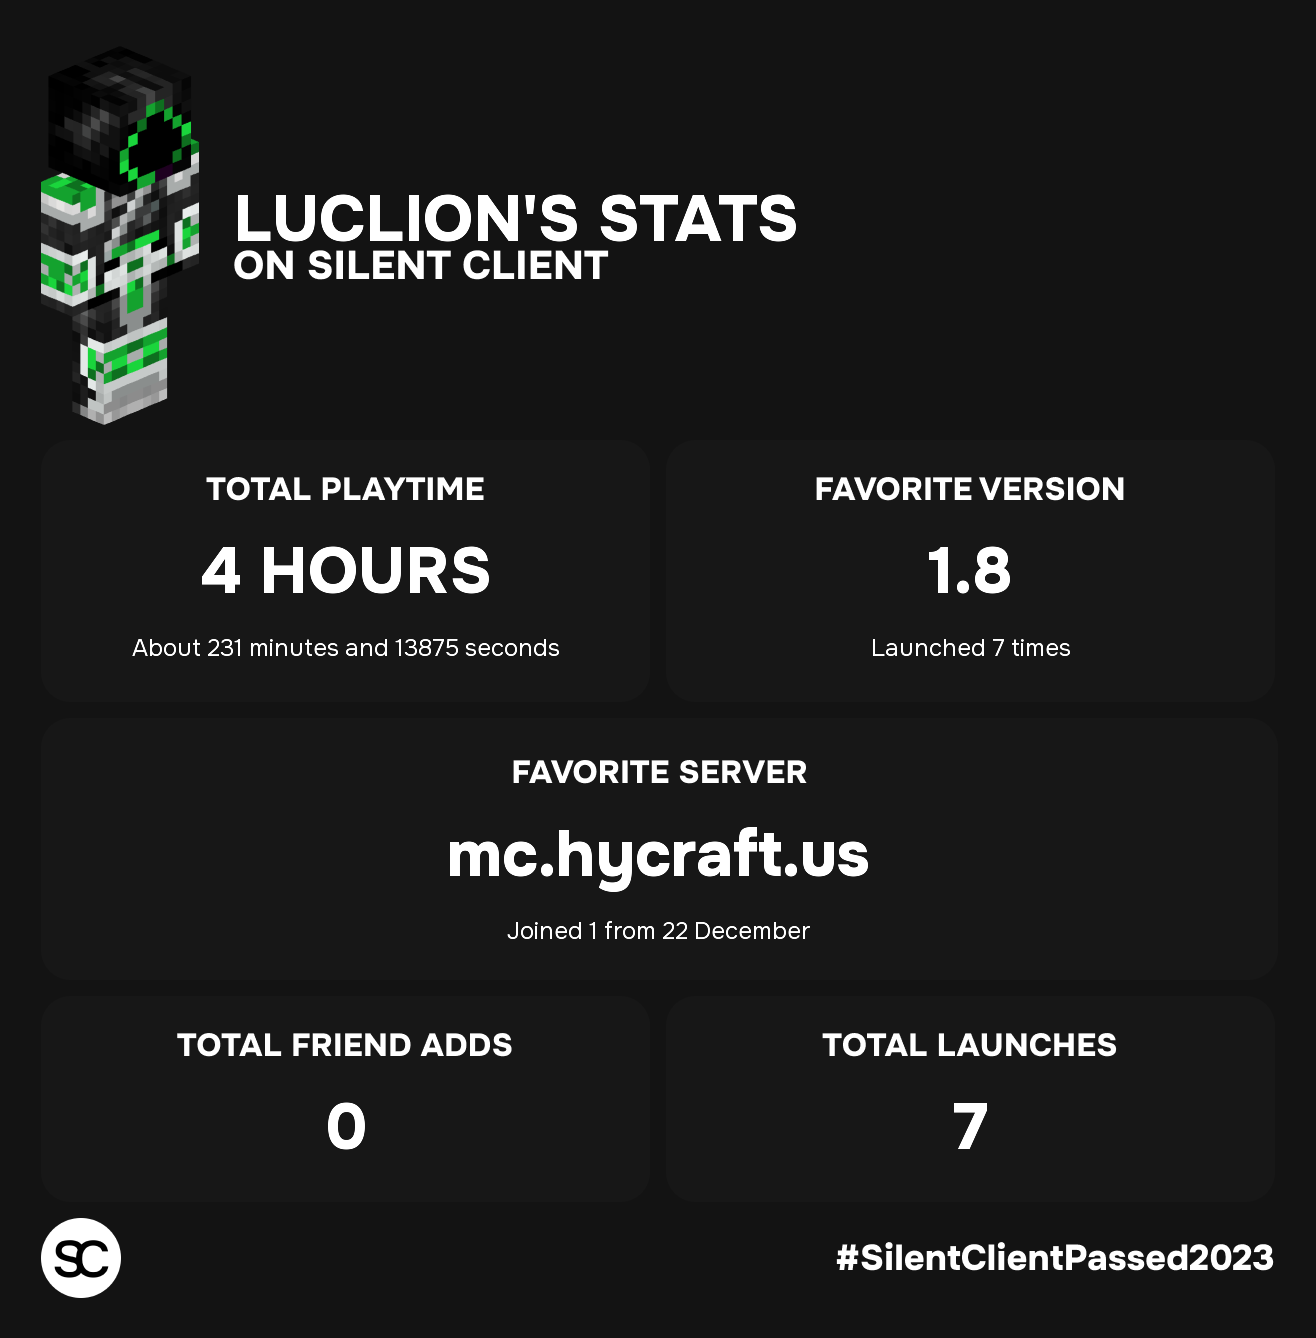 LUCLION'S STATS
ON SILENT CLIENT
TOTAL PLAYTIME
4 HOURS
About 231 minutes and 13875 seconds
FAVORITE VERSION
1.8
Launched 7 times
FAVORITE SERVER
mc.hycraft.us
Joined 1 from 22 December
TOTAL FRIEND ADDS
0
TOTAL LAUNCHES
7
SC
#SilentClientPassed2023